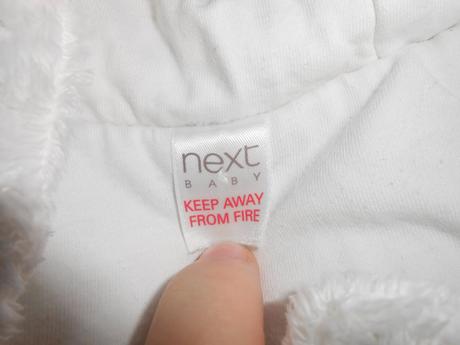 next
BABY
KEEP AWAY
FROM FIRE